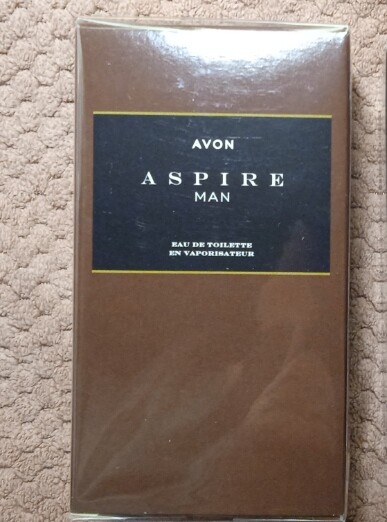 AVON
ASPIRE
MAN
EAU DE TOILETTE
EN VAPORISATEUR